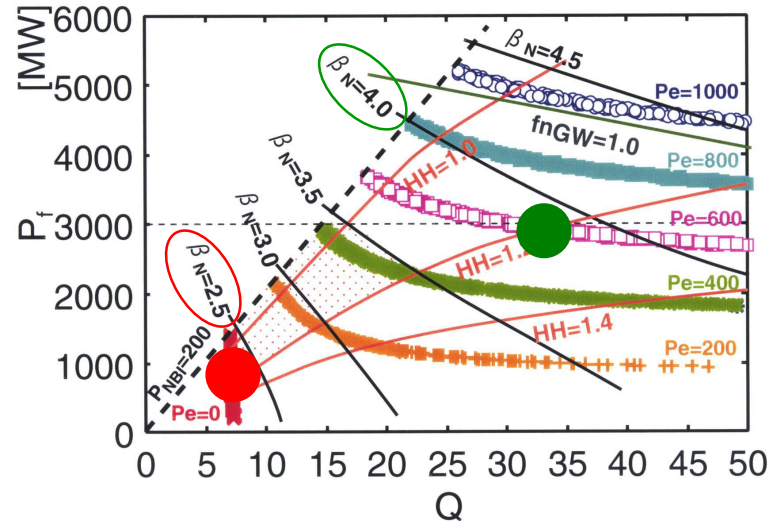 6000
5000
4000
3000
2000
1000
0
P_f [MW]
0 5 10 15 20 25 30 35 40 45 50
Q
β_N=4.5
β_N=4.0
β_N=3.5
β_N=3.0
β_N=2.5
P_NBI=200
Pe=1000
fnGW=1.0
Pe=800
HH=1.0
Pe=600
Pe=400
HH=1.4
Pe=200
Pe=0